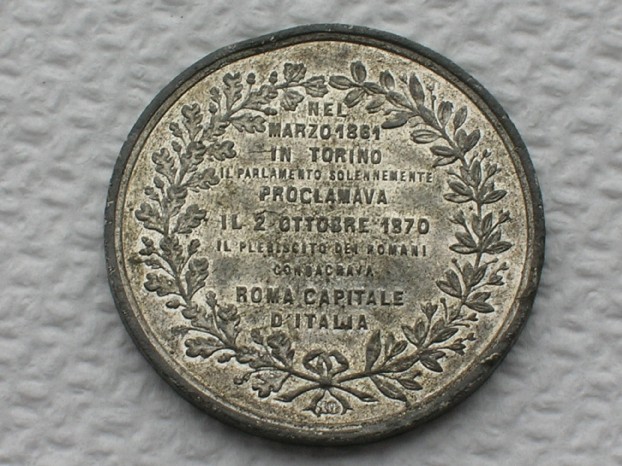 NEL
MARZO 1861
IN TORINO
IL PARLAMENTO SOLENNEMENTE
PROCLAMAVA
IL 2 OTTOBRE 1870
IL PLEBISCITO DEI ROMANI
CONSACRAVA
ROMA CAPITALE
D'ITALIA